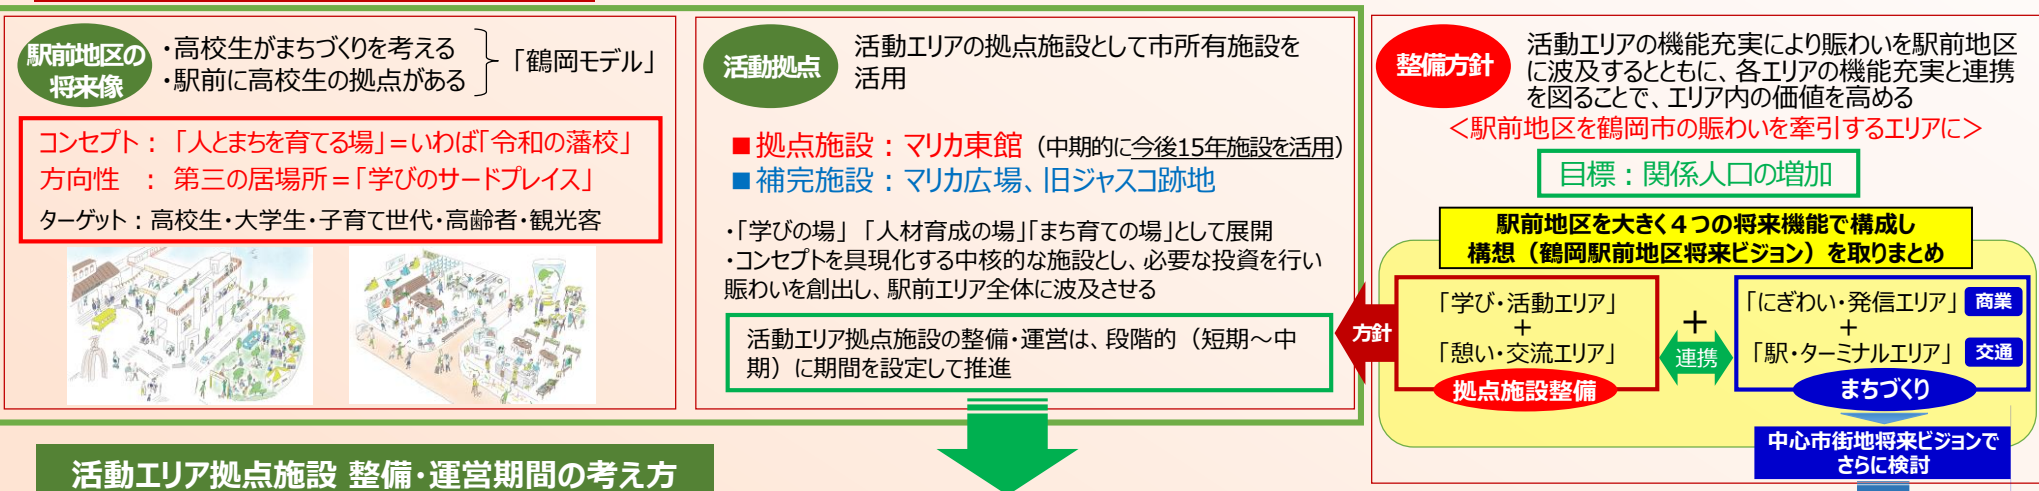 駅前地区の
将来像
・高校生がまちづくりを考える
・駅前に高校生の拠点がある
「鶴岡モデル」
コンセプト：「人とまちを育てる場」＝いわば「令和の藩校」
方向性　：　第三の居場所＝「学びのサードプレイス」
ターゲット：高校生・大学生・子育て世代・高齢者・観光客
活動拠点
活動エリアの拠点施設として市所有施設を
活用
■拠点施設：マリカ東館（中期的に今後15年施設を活用）
■補完施設：マリカ広場、旧ジャスコ跡地
・「学びの場」「人材育成の場」「まち育ての場」として展開
・コンセプトを具現化する中核的な施設とし、必要な投資を行い
賑わいを創出し、駅前エリア全体に波及させる
活動エリア拠点施設の整備・運営は、段階的（短期～中
期）に期間を設定して推進
整備方針
活動エリアの機能充実により賑わいを駅前地区
に波及するとともに、各エリアの機能充実と連携
を図ることで、エリア内の価値を高める
＜駅前地区を鶴岡市の賑わいを牽引するエリアに＞
目標：関係人口の増加
駅前地区を大きく４つの将来機能で構成し
構想（鶴岡駅前地区将来ビジョン）を取りまとめ
方針
「学び・活動エリア」
＋
「憩い・交流エリア」
拠点施設整備
＋
連携
「にぎわい・発信エリア」 商業
＋
「駅・ターミナルエリア」 交通
まちづくり
中心市街地将来ビジョンで
さらに検討
活動エリア拠点施設 整備・運営期間の考え方